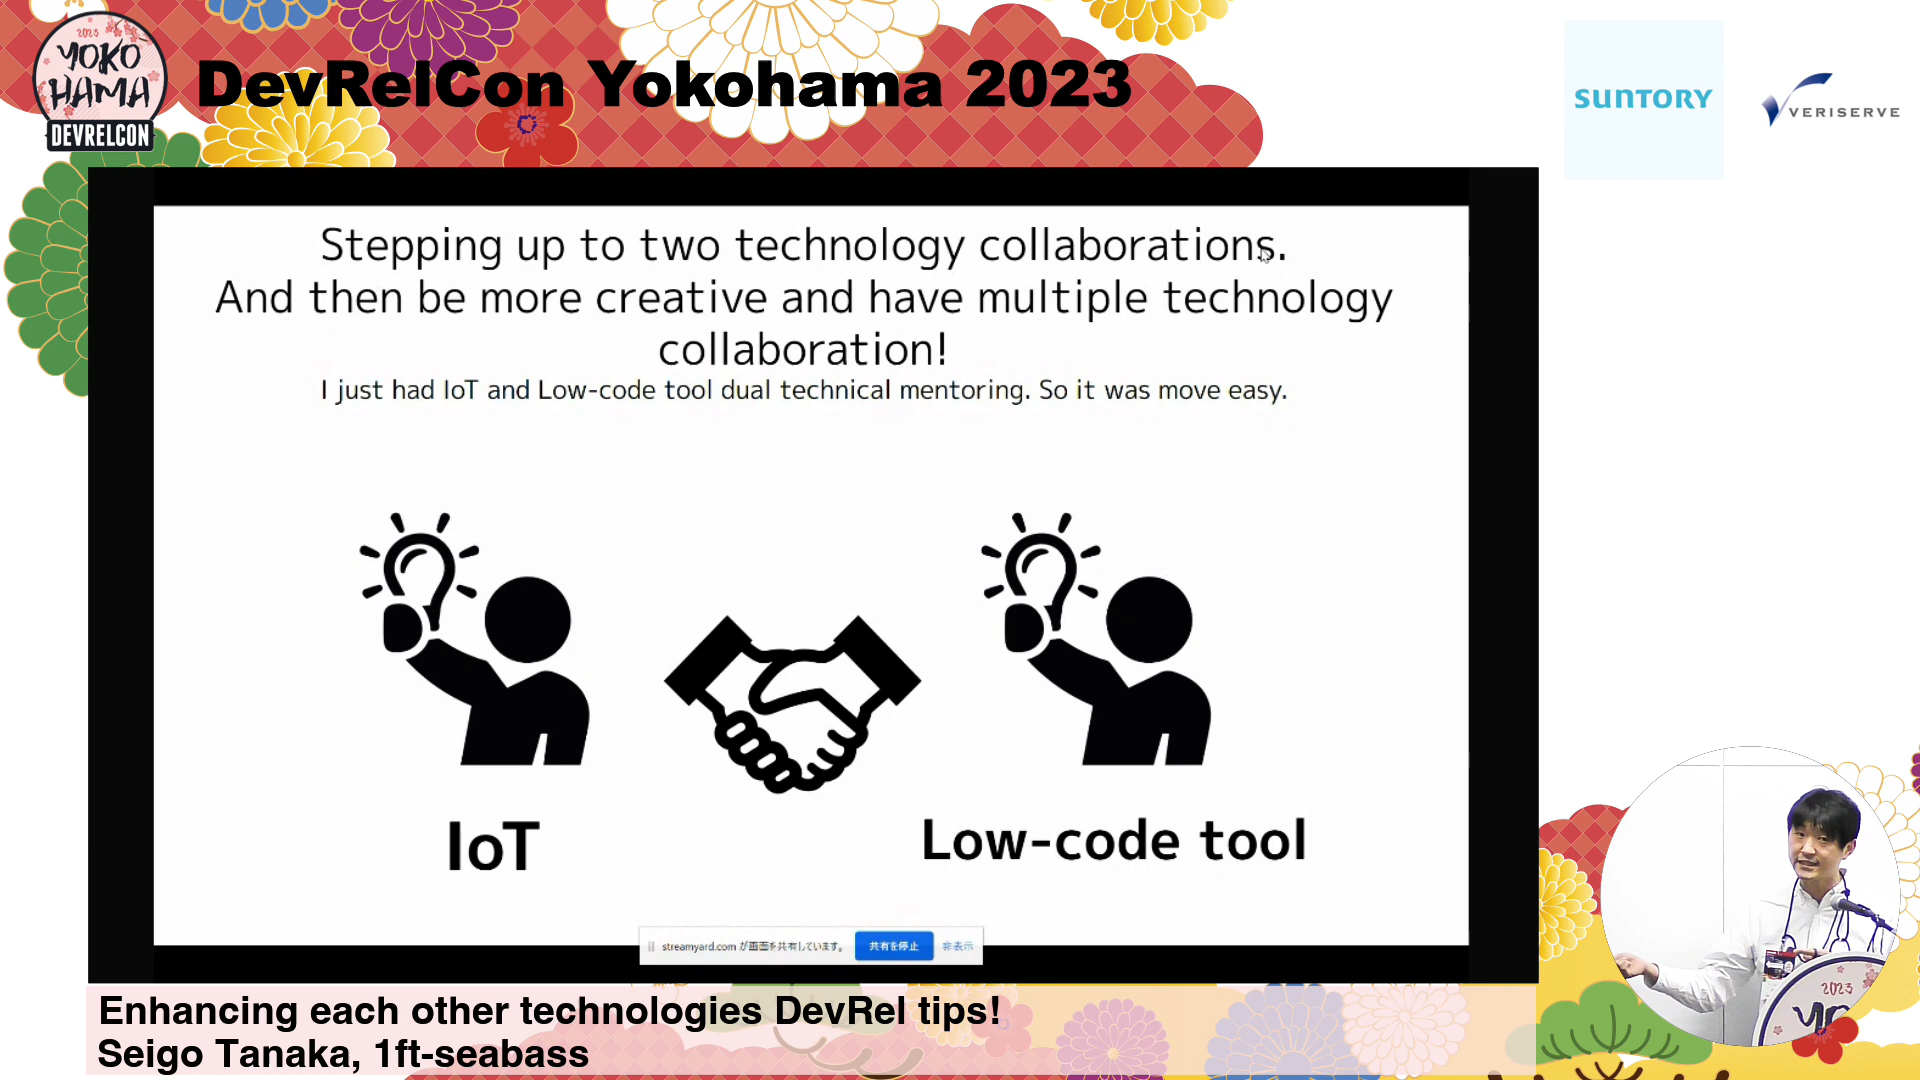 2023
YOKO
HAMA
DEVRELCON
DevRelCon Yokohama 2023
SUNTORY
VERISERVE
Stepping up to two technology collaborations.
And then be more creative and have multiple technology
collaboration!
I just had IoT and Low-code tool dual technical mentoring. So it was move easy.
IoT
Low-code tool
streamyard.com が画面を共有しています。 共有を停止 非表示
2023
Enhancing each other technologies DevRel tips!
Seigo Tanaka, 1ft-seabass